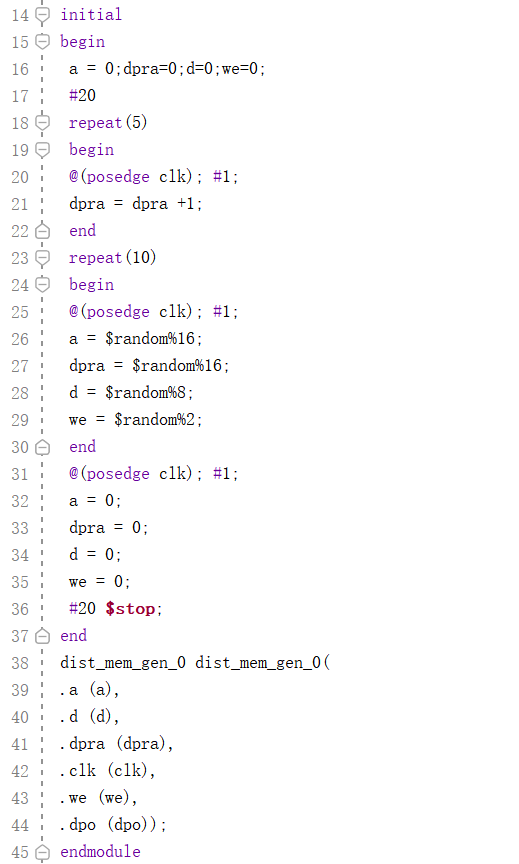 14 initial
15 begin
16 a = 0;dpra=0;d=0;we=0;
17 #20
18 repeat(5)
19 begin
20 @(posedge clk); #1;
21 dpra = dpra +1;
22 end
23 repeat(10)
24 begin
25 @(posedge clk); #1;
26 a = $random%16;
27 dpra = $random%16;
28 d = $random%8;
29 we = $random%2;
30 end
31 @(posedge clk); #1;
32 a = 0;
33 dpra = 0;
34 d = 0;
35 we = 0;
36 #20 $stop;
37 end
38 dist_mem_gen_0 dist_mem_gen_0(
39 .a (a),
40 .d (d),
41 .dpra (dpra),
42 .clk (clk),
43 .we (we),
44 .dpo (dpo));
45 endmodule